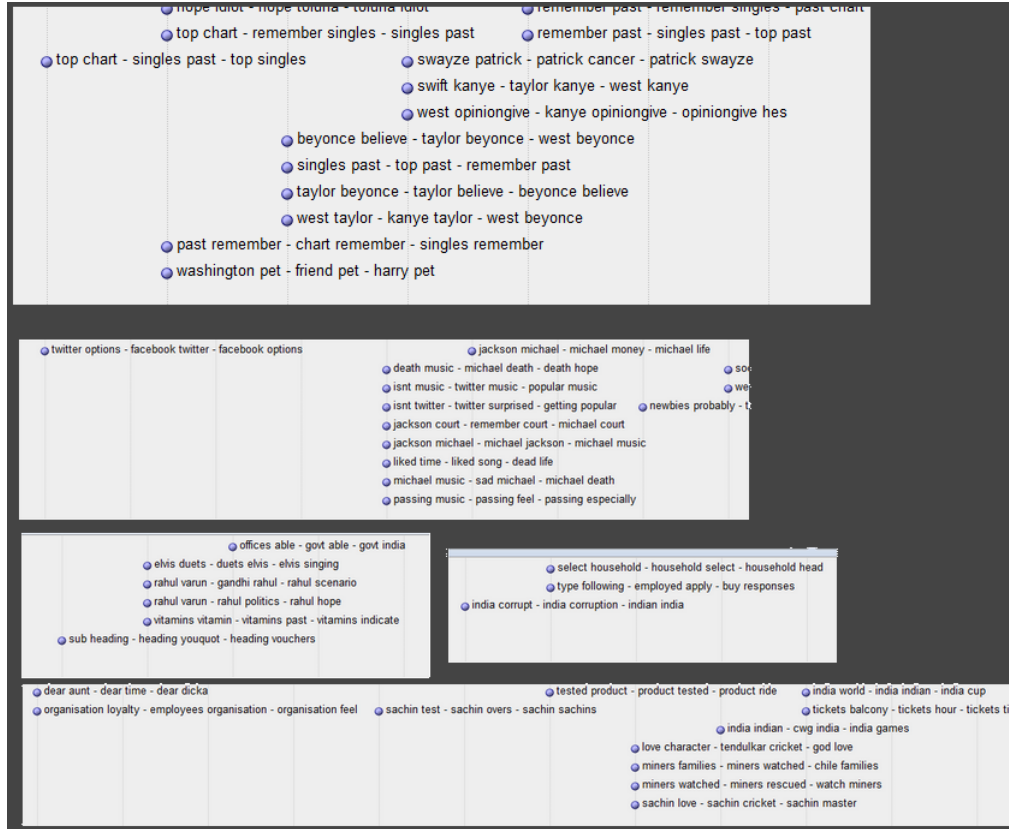 hope idiot - hope toluna - toluna idiot
remember past - remember singles - past chart
top chart - remember singles - singles past
remember past - singles past - top past
top chart - singles past - top singles
swayze patrick - patrick cancer - patrick swayze
swift kanye - taylor kanye - west kanye
west opiniongive - kanye opiniongive - opiniongive hes
beyonce believe - taylor beyonce - west beyonce
singles past - top past - remember past
taylor beyonce - taylor believe - beyonce believe
west taylor - kanye taylor - west beyonce
past remember - chart remember - singles remember
washington pet - friend pet - harry pet
twitter options - facebook twitter - facebook options
jackson michael - michael money - michael life
death music - michael death - death hope
isnt music - twitter music - popular music
isnt twitter - twitter surprised - getting popular
newbies probably -
jackson court - remember court - michael court
jackson michael - michael jackson - michael music
liked time - liked song - dead life
michael music - sad michael - michael death
passing music - passing feel - passing especially
offices able - govt able - govt india
elvis duets - duets elvis - elvis singing
rahul varun - gandhi rahul - rahul scenario
rahul varun - rahul politics - rahul hope
vitamins vitamin - vitamins past - vitamins indicate
sub heading - heading youquot - heading vouchers
select household - household select - household head
type following - employed apply - buy responses
india corrupt - india corruption - indian india
dear aunt - dear time - dear dicka
tested product - product tested - product ride
india world - india indian - india cup
organisation loyalty - employees organisation - organisation feel
sachin test - sachin overs - sachin sachins
tickets balcony - tickets hour - tickets
india indian - cwg india - india games
love character - tendulkar cricket - god love
miners families - miners watched - chile families
miners watched - miners rescued - watch miners
sachin love - sachin cricket - sachin master